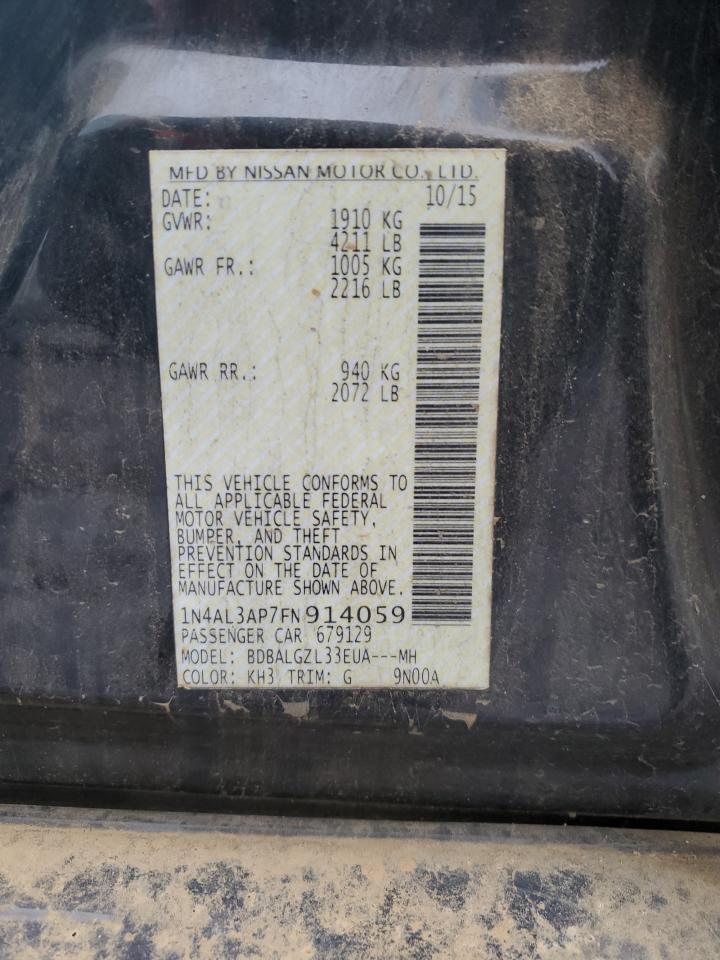 MFD BY NISSAN MOTOR CO., LTD.
DATE: 10/15
GVWR: 1910 KG
4211 LB
GAWR FR.: 1005 KG
2216 LB
GAWR RR.: 940 KG
2072 LB
THIS VEHICLE CONFORMS TO
ALL APPLICABLE FEDERAL
MOTOR VEHICLE SAFETY,
BUMPER, AND THEFT
PREVENTION STANDARDS IN
EFFECT ON THE DATE OF
MANUFACTURE SHOWN ABOVE.
1N4AL3AP7FN914059
PASSENGER CAR 679129
MODEL: BDBALGZL33EUA---MH
COLOR: KH3 TRIM: G 9N00A